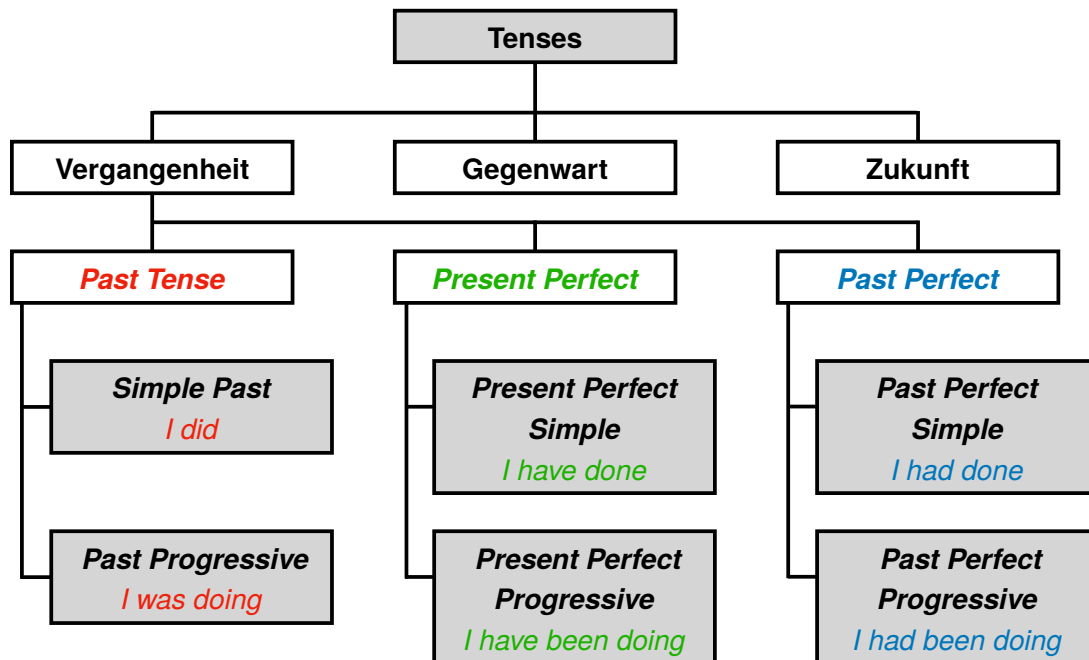 Tenses
Vergangenheit
Gegenwart
Zukunft
Past Tense
Present Perfect
Past Perfect
Simple Past
I did
Present Perfect
Simple
I have done
Past Perfect
Simple
I had done
Past Progressive
I was doing
Present Perfect
Progressive
I have been doing
Past Perfect
Progressive
I had been doing